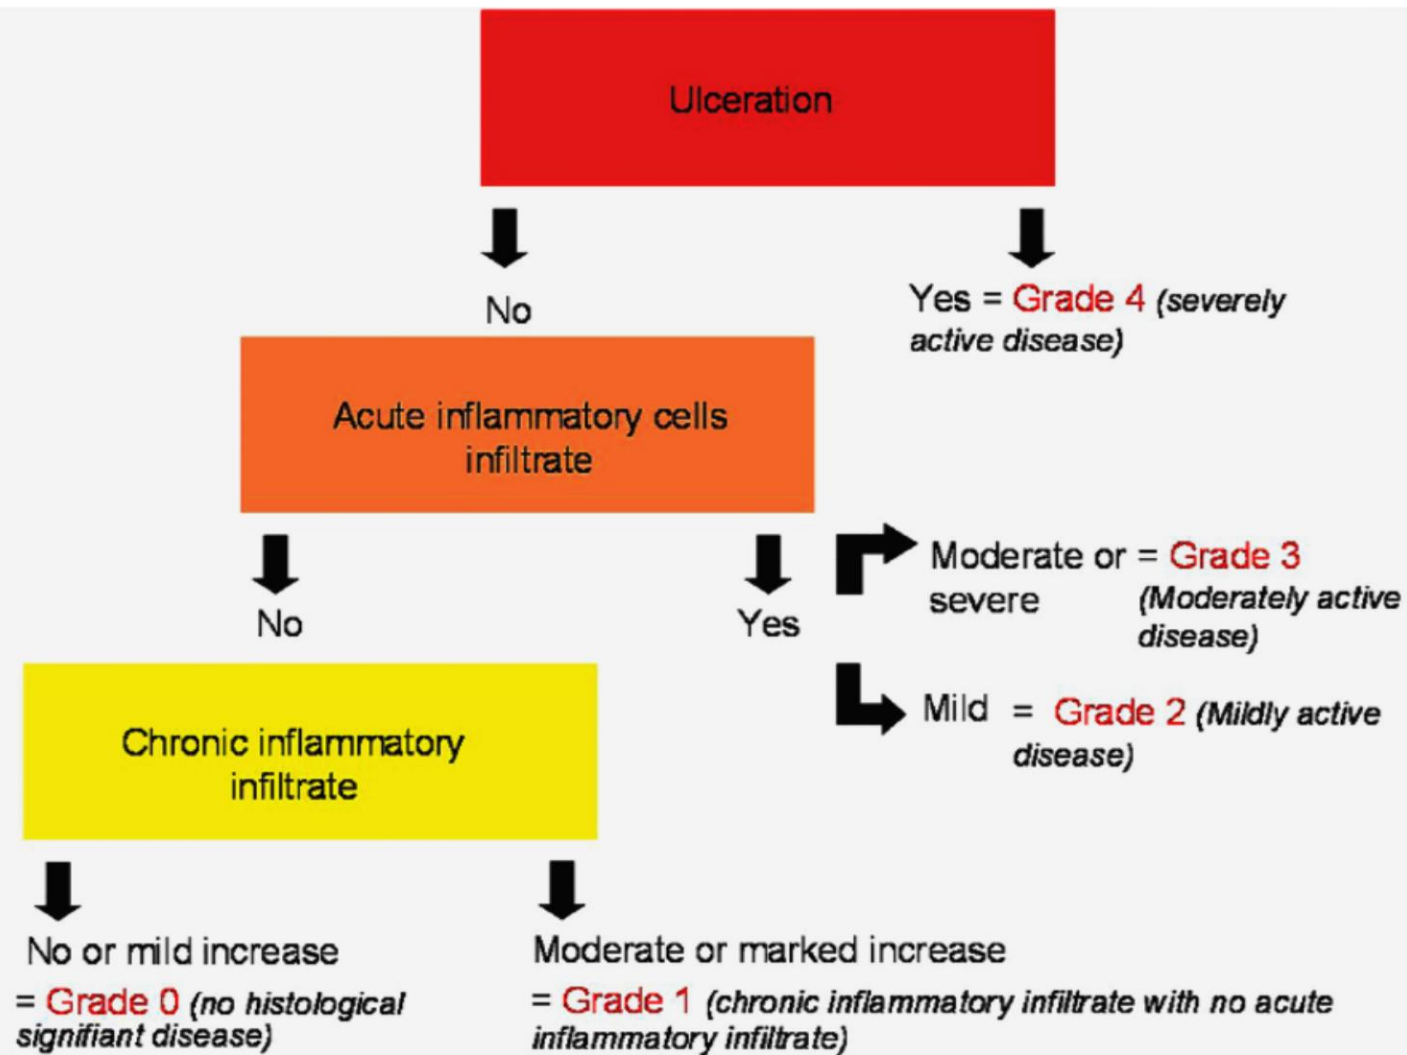 Ulceration
No
Yes = Grade 4 (severely
active disease)
Acute inflammatory cells
infiltrate
No
Yes
Moderate or = Grade 3
severe
(Moderately active
disease)
Mild = Grade 2 (Mildly active
disease)
Chronic inflammatory
infiltrate
No or mild increase
= Grade 0 (no histological
signifiant disease)
Moderate or marked increase
= Grade 1 (chronic inflammatory infiltrate with no acute
inflammatory infiltrate)